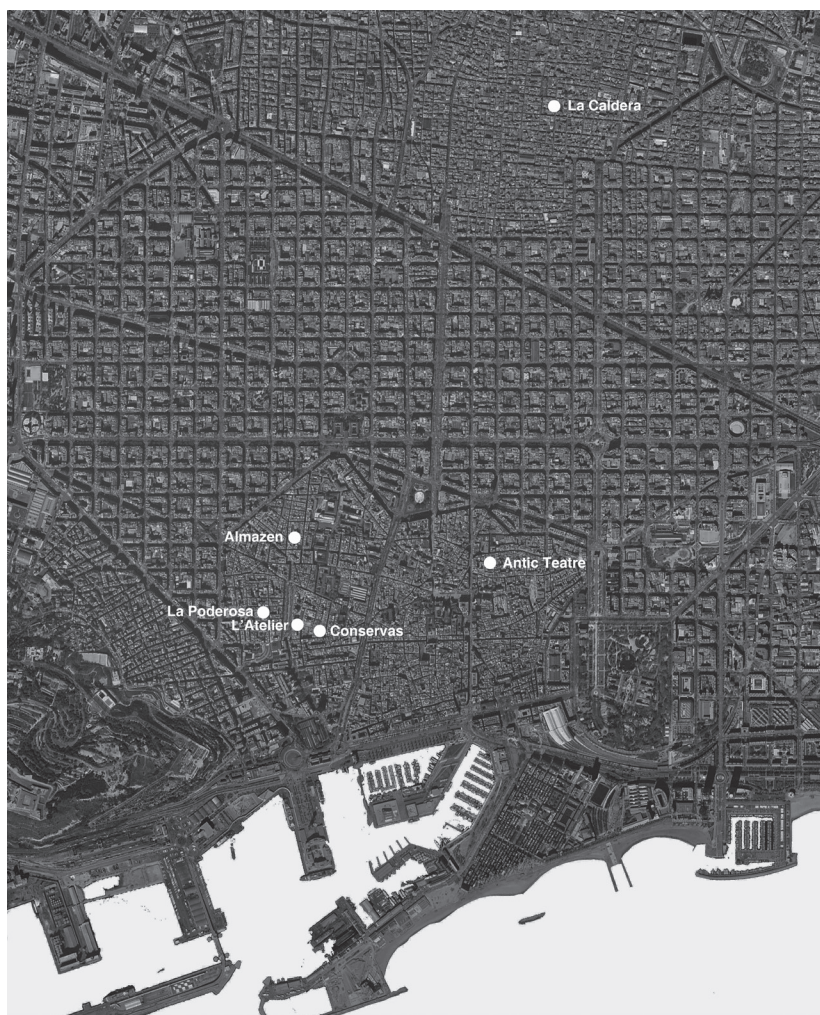 La Caldera
Almazen
Antic Teatre
La Poderosa
L'Atelier
Conservas